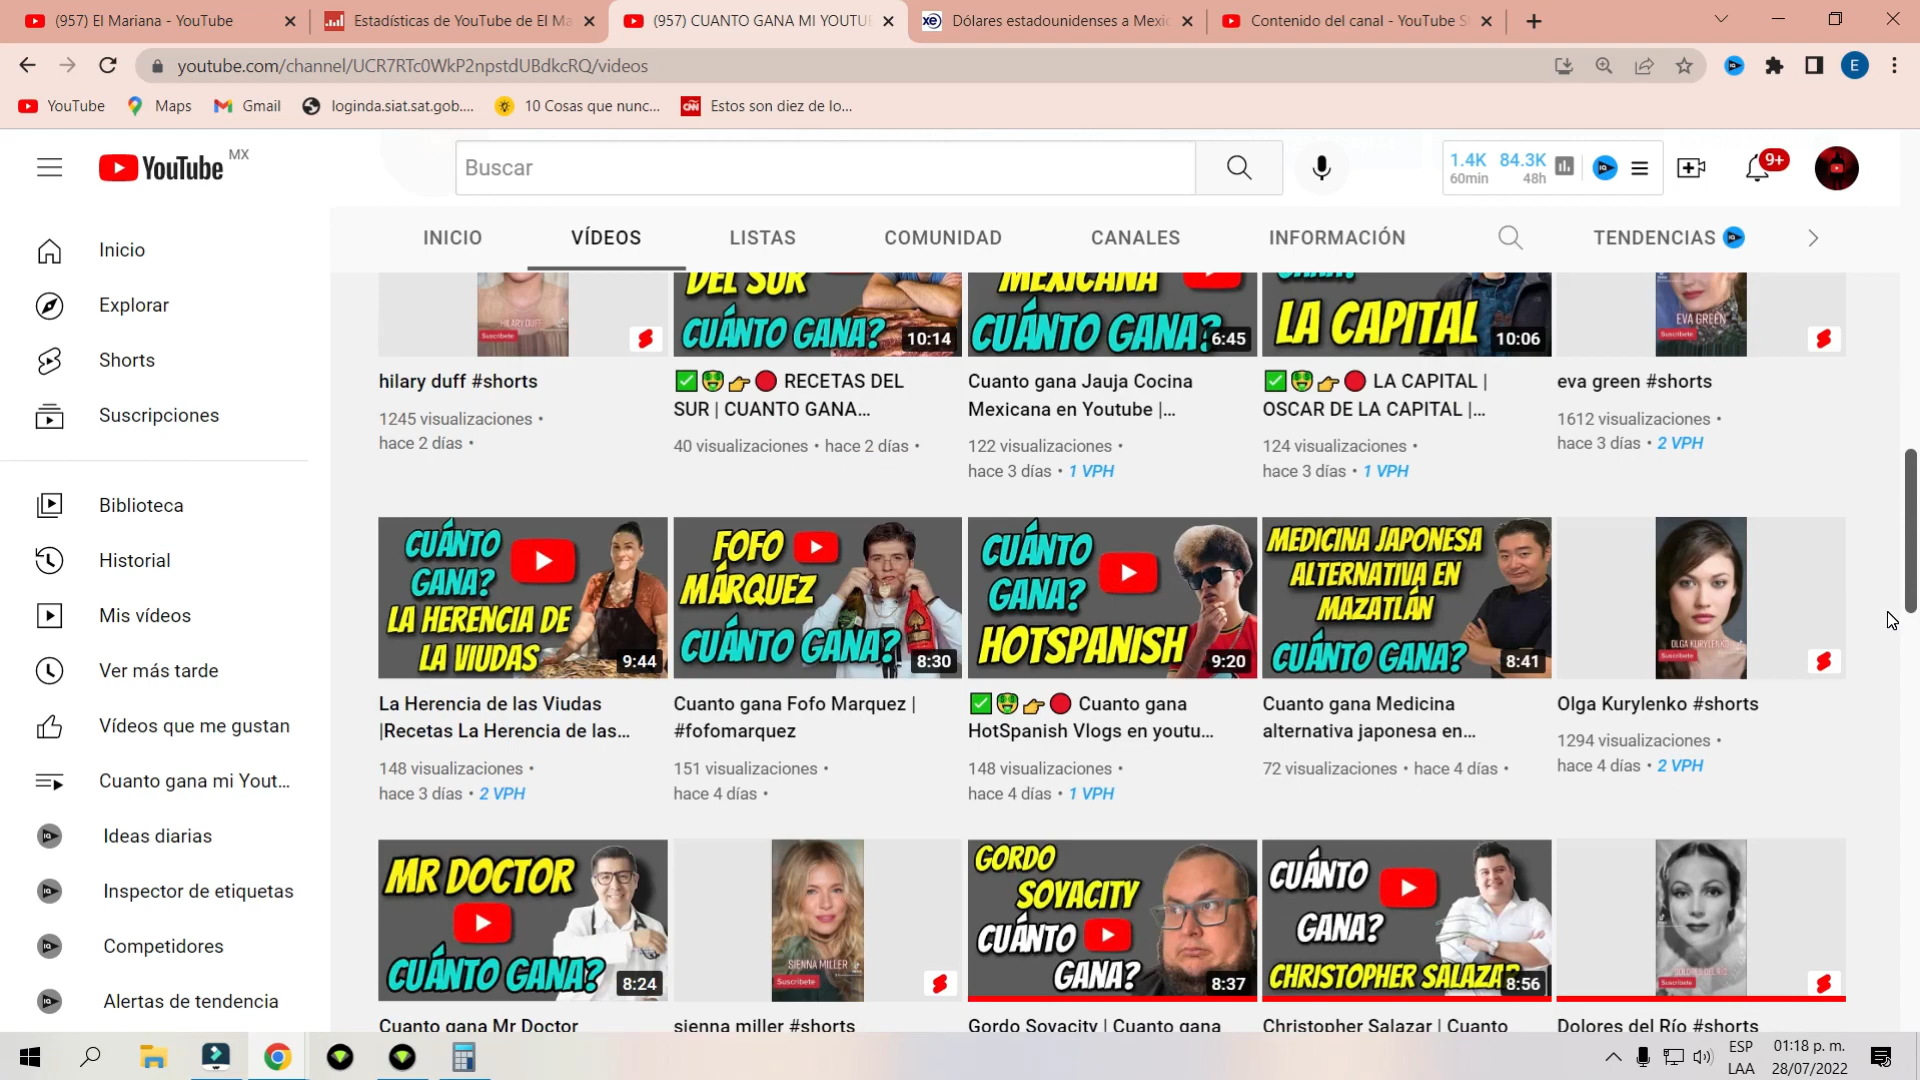 (957) El Mariana - YouTube
Estadísticas de YouTube de El Ma
(957) CUANTO GANA MI YOUTU
Dólares estadounidenses a Mexic
Contenido del canal - YouTube S
youtube.com/channel/UCR7RTc0WkP2npstdUBdkcRQ/videos
E
YouTube
Maps
Gmail
loginda.siat.sat.gob....
10 Cosas que nunc...
Estos son diez de lo...
YouTube MX
Buscar
1.4K 84.3K
60min 48h
9+
INICIO
VÍDEOS
LISTAS
COMUNIDAD
CANALES
INFORMACIÓN
TENDENCIAS
Inicio
Explorar
Shorts
Suscripciones
Biblioteca
Historial
Mis vídeos
Ver más tarde
Vídeos que me gustan
Cuanto gana mi Yout...
Ideas diarias
Inspector de etiquetas
Competidores
Alertas de tendencia
HILARY DUFF
Suscríbete
hilary duff #shorts
1245 visualizaciones •
hace 2 días •
DEL SUR
CUÁNTO GANA?
10:14
RECETAS DEL
SUR | CUANTO GANA...
40 visualizaciones • hace 2 días •
MEXICANA
CUÁNTO GANA?
6:45
Cuanto gana Jauja Cocina
Mexicana en Youtube |...
122 visualizaciones •
hace 3 días • 1 VPH
GANA?
LA CAPITAL
10:06
LA CAPITAL |
OSCAR DE LA CAPITAL |...
124 visualizaciones •
hace 3 días • 1 VPH
EVA GREEN
Suscríbete
eva green #shorts
1612 visualizaciones •
hace 3 días • 2 VPH
CUÁNTO
GANA?
LA HERENCIA DE
LA VIUDAS
9:44
La Herencia de las Viudas
|Recetas La Herencia de las...
148 visualizaciones •
hace 3 días • 2 VPH
FOFO
MÁRQUEZ
CUÁNTO GANA?
8:30
Cuanto gana Fofo Marquez |
#fofomarquez
151 visualizaciones •
hace 4 días •
CUÁNTO
GANA?
HOTSPANISH
9:20
Cuanto gana
HotSpanish Vlogs en youtu...
148 visualizaciones •
hace 4 días • 1 VPH
MEDICINA JAPONESA
ALTERNATIVA EN
MAZATLÁN
CUÁNTO GANA?
8:41
Cuanto gana Medicina
alternativa japonesa en...
72 visualizaciones • hace 4 días •
OLGA KURYLENKO
Suscríbete
Olga Kurylenko #shorts
1294 visualizaciones •
hace 4 días • 2 VPH
MR DOCTOR
CUÁNTO GANA?
8:24
Cuanto gana Mr Doctor
SIENNA MILLER
Suscríbete
sienna miller #shorts
GORDO
SOYACITY
CUÁNTO
GANA?
8:37
Gordo Soyacity | Cuanto gana
CUÁNTO
GANA?
CHRISTOPHER SALAZAR
8:56
Christopher Salazar | Cuanto
DOLORES DEL RÍO
Suscríbete
Dolores del Río #shorts
ESP
LAA
01:18 p. m.
28/07/2022